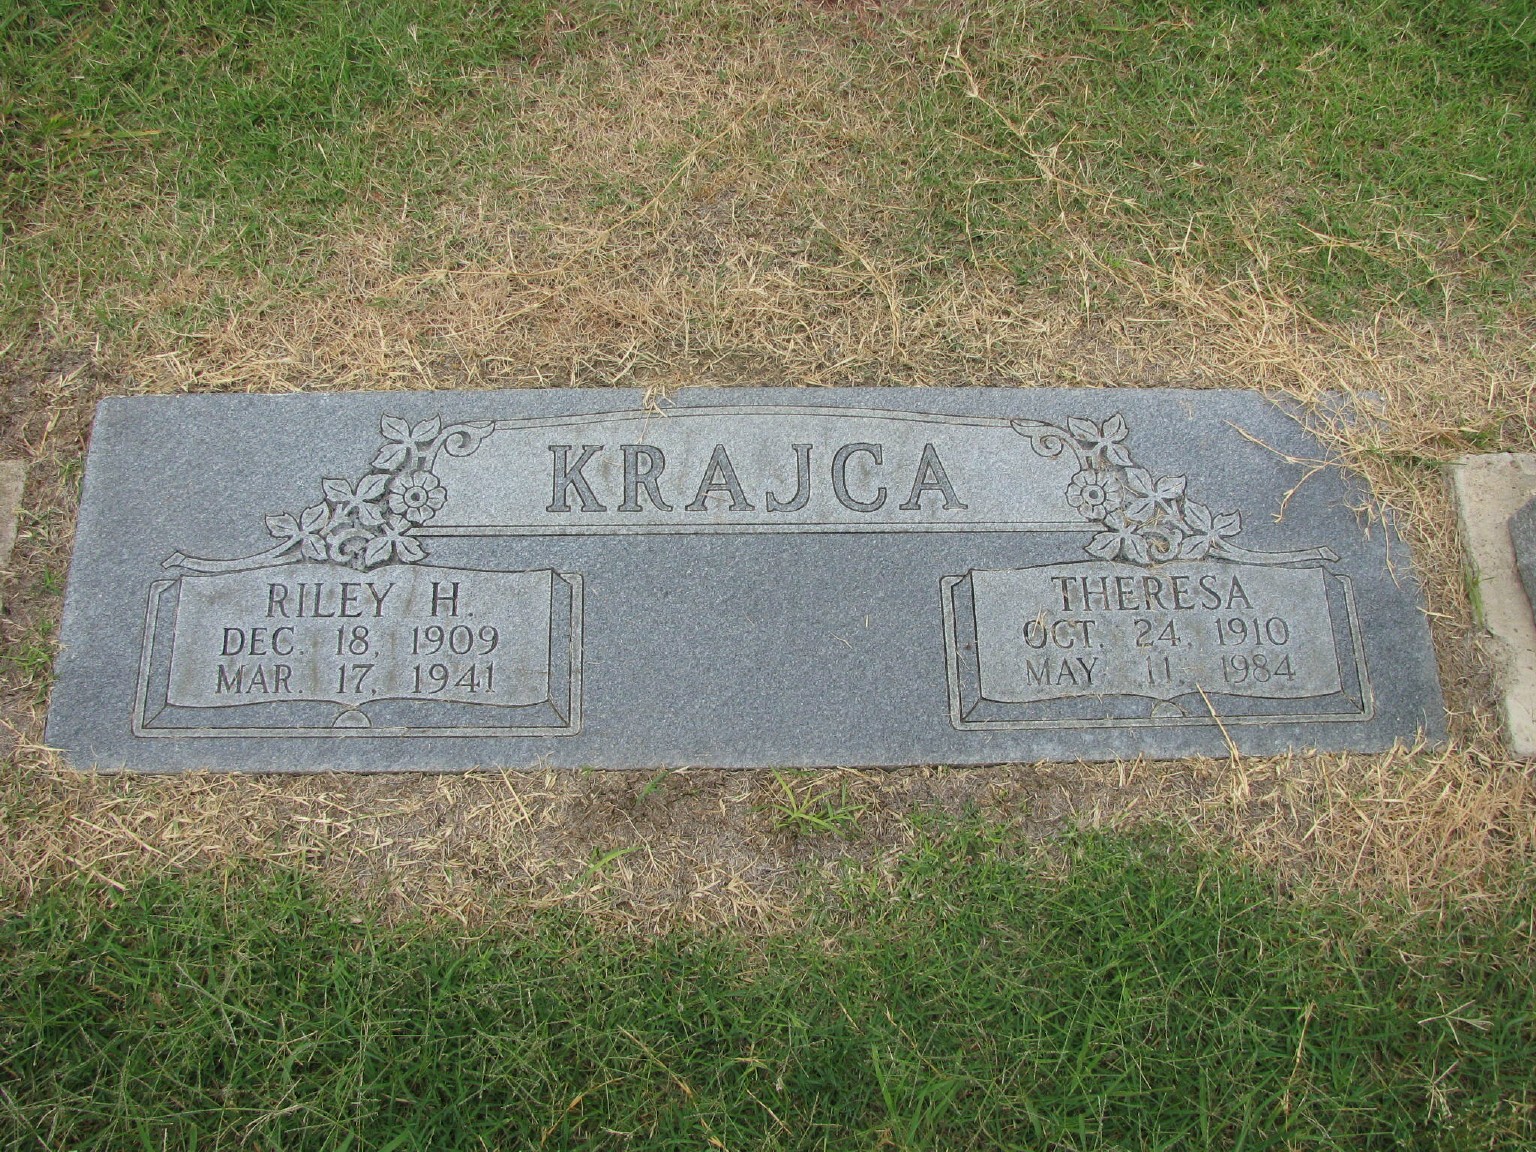 KRAJCA
RILEY H.
DEC. 18, 1909
MAR. 17, 1941
THERESA
OCT. 24, 1910
MAY 11, 1984